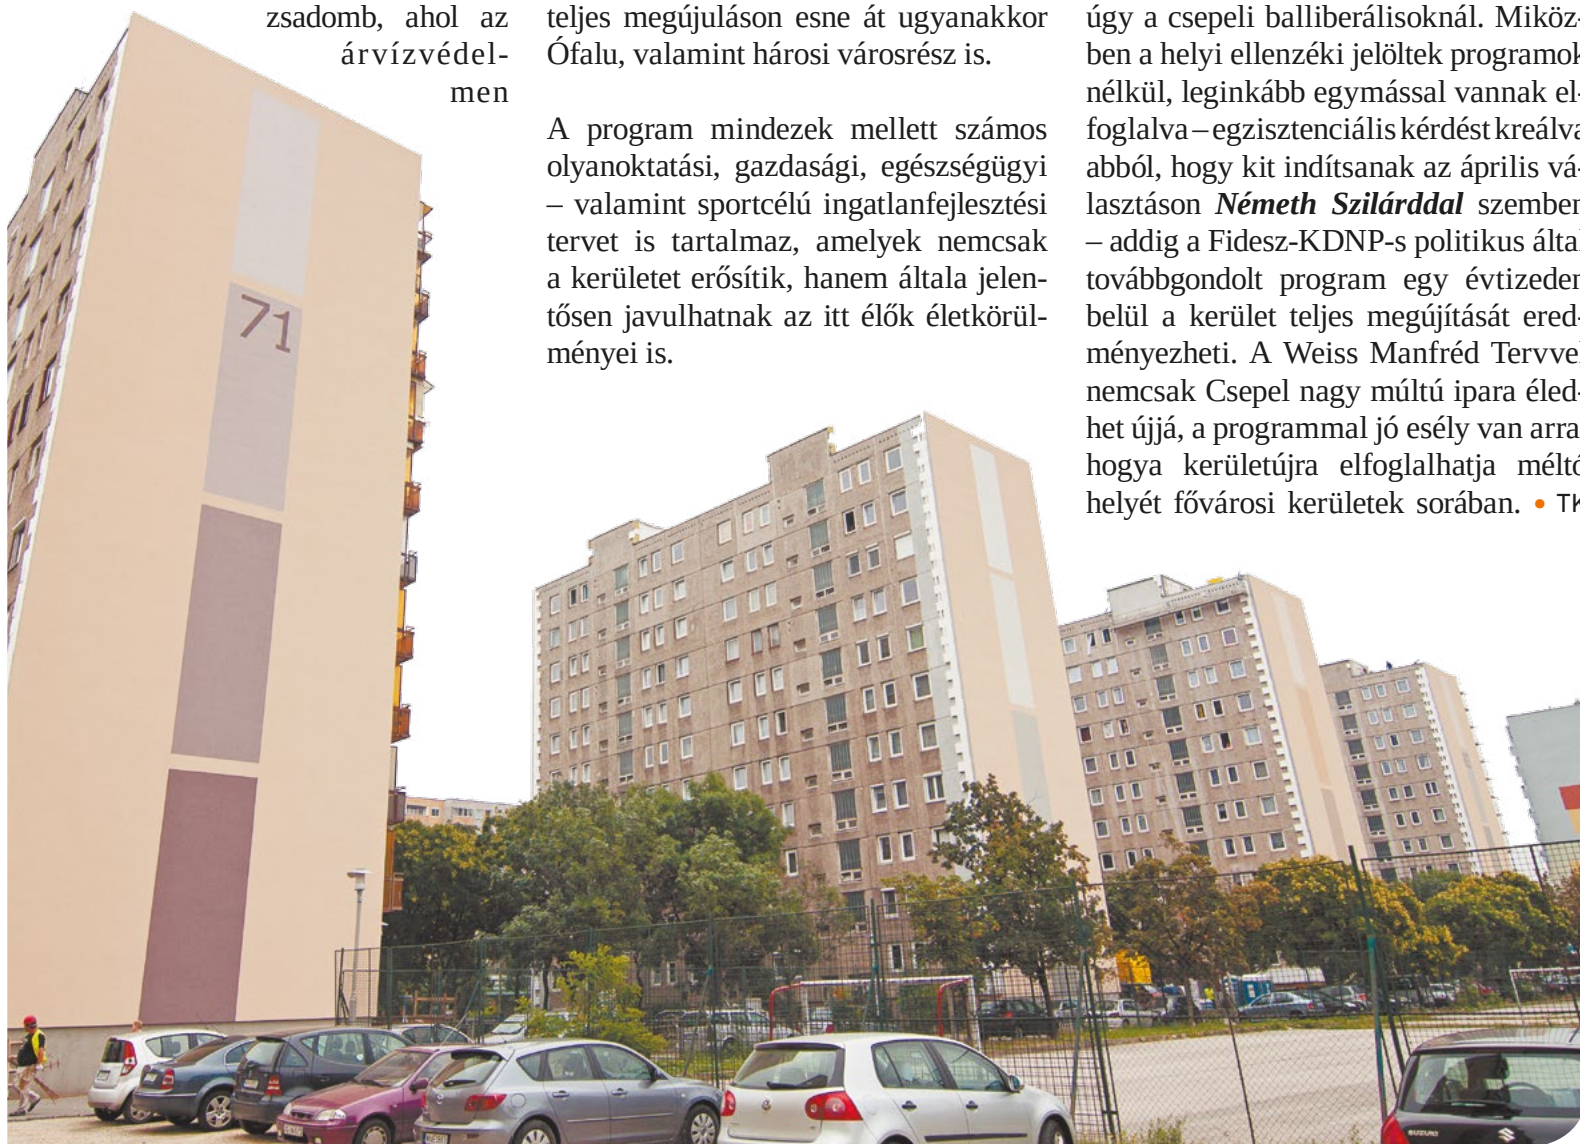 zsadomb, ahol az
árvízvédel-
men
teljes megújuláson esne át ugyanakkor
Ófalu, valamint hárosi városrész is.
A program mindezek mellett számos
olyanoktatási, gazdasági, egészségügyi
– valamint sportcélú ingatlanfejlesztési
tervet is tartalmaz, amelyek nemcsak
a kerületet erősítik, hanem általa jelen-
tősen javulhatnak az itt élők életkörül-
ményei is.
úgy a csepeli balliberálisoknál. Miköz-
ben a helyi ellenzéki jelöltek programok
nélkül, leginkább egymással vannak el-
foglalva – egzisztenciális kérdést kreálva
abból, hogy kit indítsanak az április vá-
lasztáson Németh Szilárddal szemben
– addig a Fidesz-KDNP-s politikus által
továbbgondolt program egy évtizeden
belül a kerület teljes megújítását ered-
ményezheti. A Weiss Manfréd Tervvel
nemcsak Csepel nagy múltú ipara éled-
het újjá, a programmal jó esély van arra,
hogya kerületújra elfoglalhatja méltó
helyét fővárosi kerületek sorában. • TK
71
SUZUKI